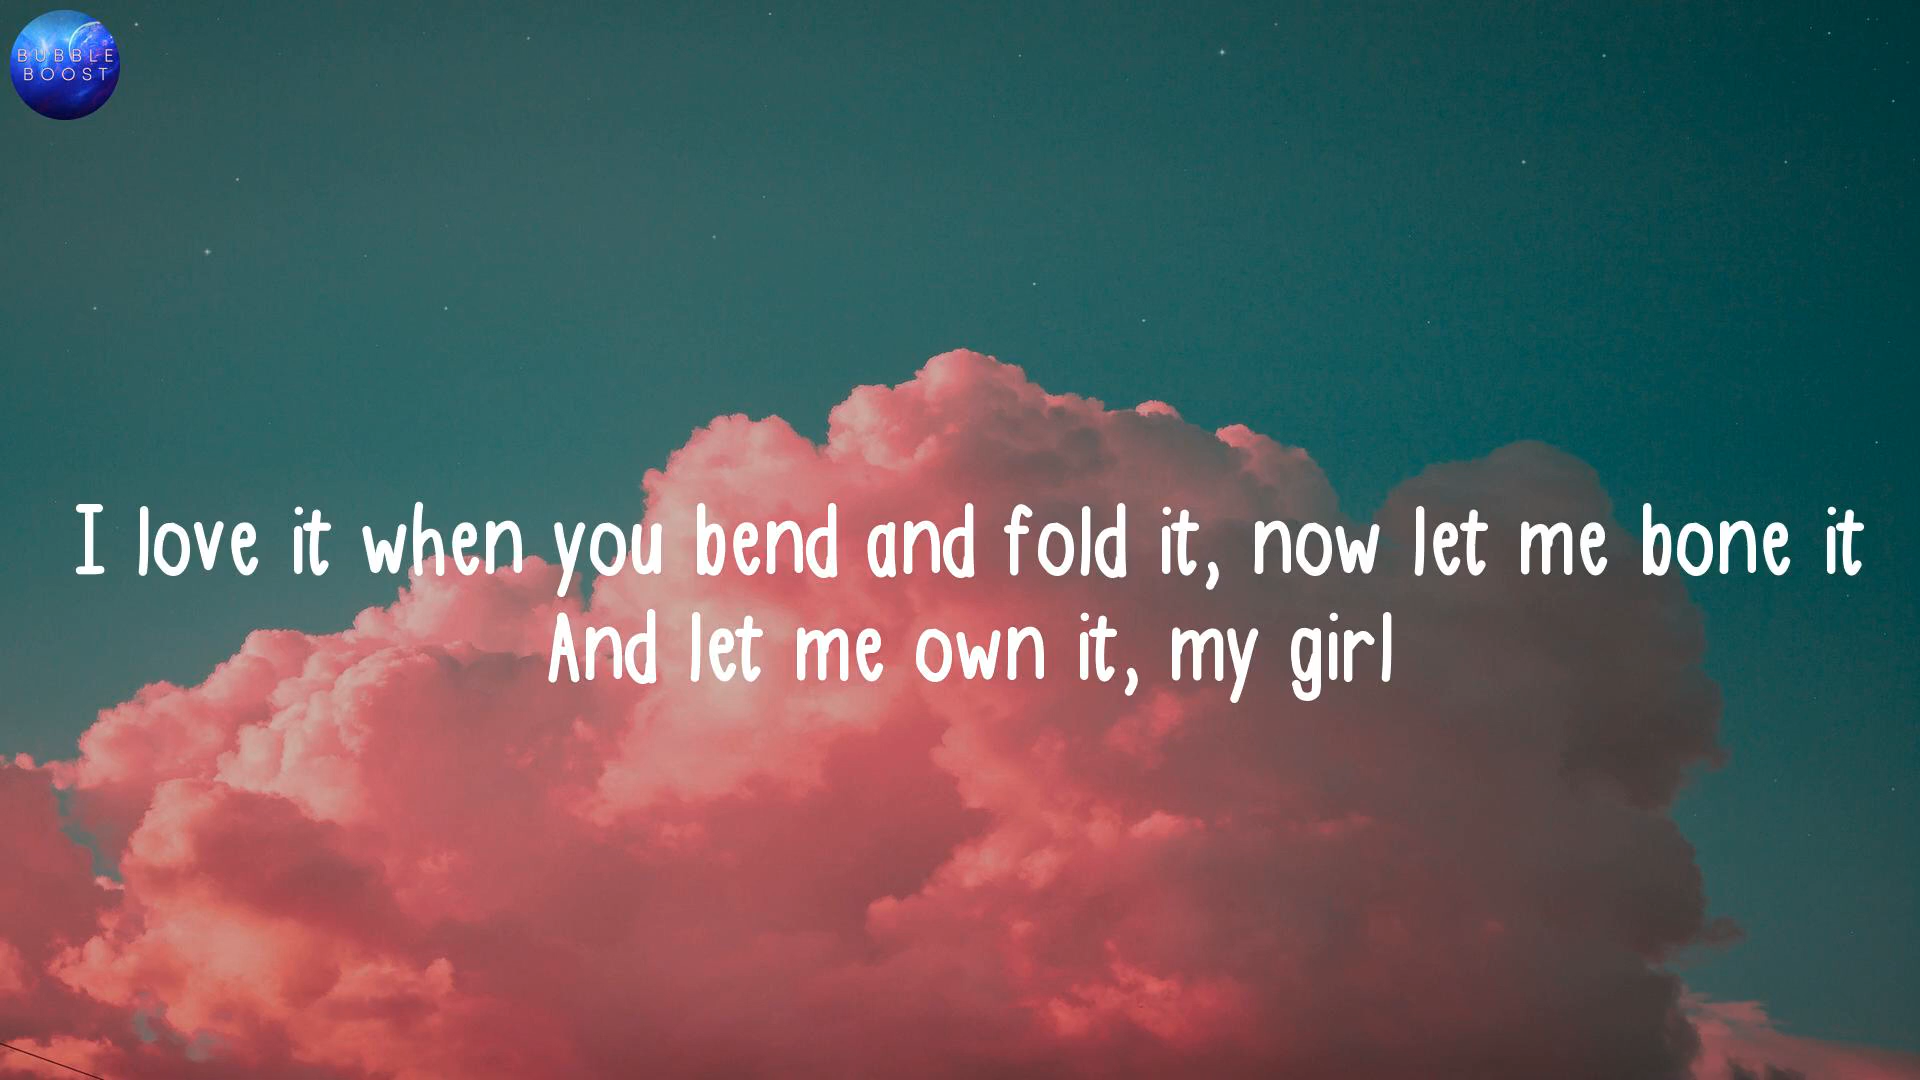 BUBBLE
BOOST
I love it when you bend and fold it, now let me bone it
And let me own it, my girl